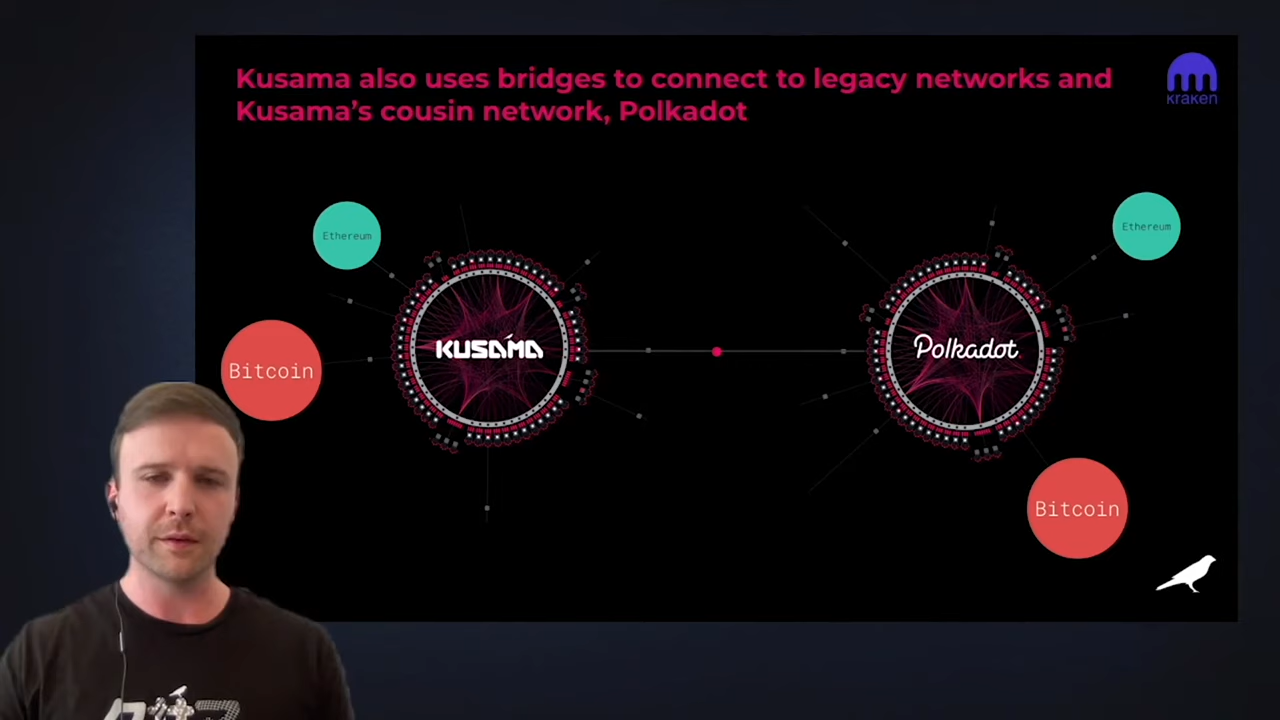 Kusama also uses bridges to connect to legacy networks and
Kusama's cousin network, Polkadot
kraken
Ethereum
Ethereum
Bitcoin
KUSAMA
Polkadot
Bitcoin